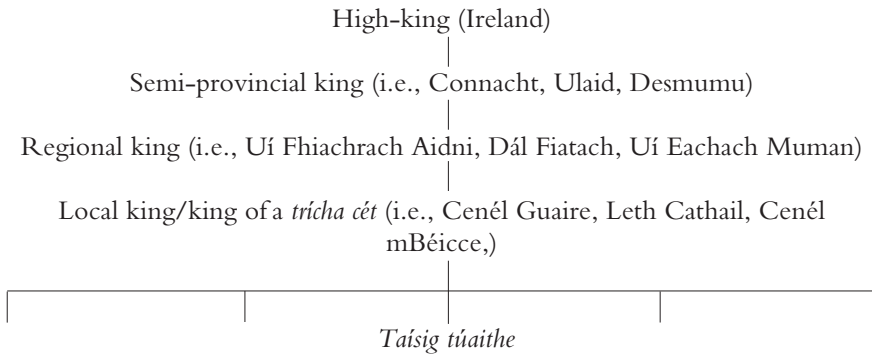 High-king (Ireland)
Semi-provincial king (i.e., Connacht, Ulaid, Desmumu)
Regional king (i.e., Uí Fhiachrach Aidni, Dál Fiatach, Uí Eachach Muman)
Local king/king of a trícha cét (i.e., Cenél Guaire, Leth Cathail, Cenél
mBéicce,)
Taísig túaithe